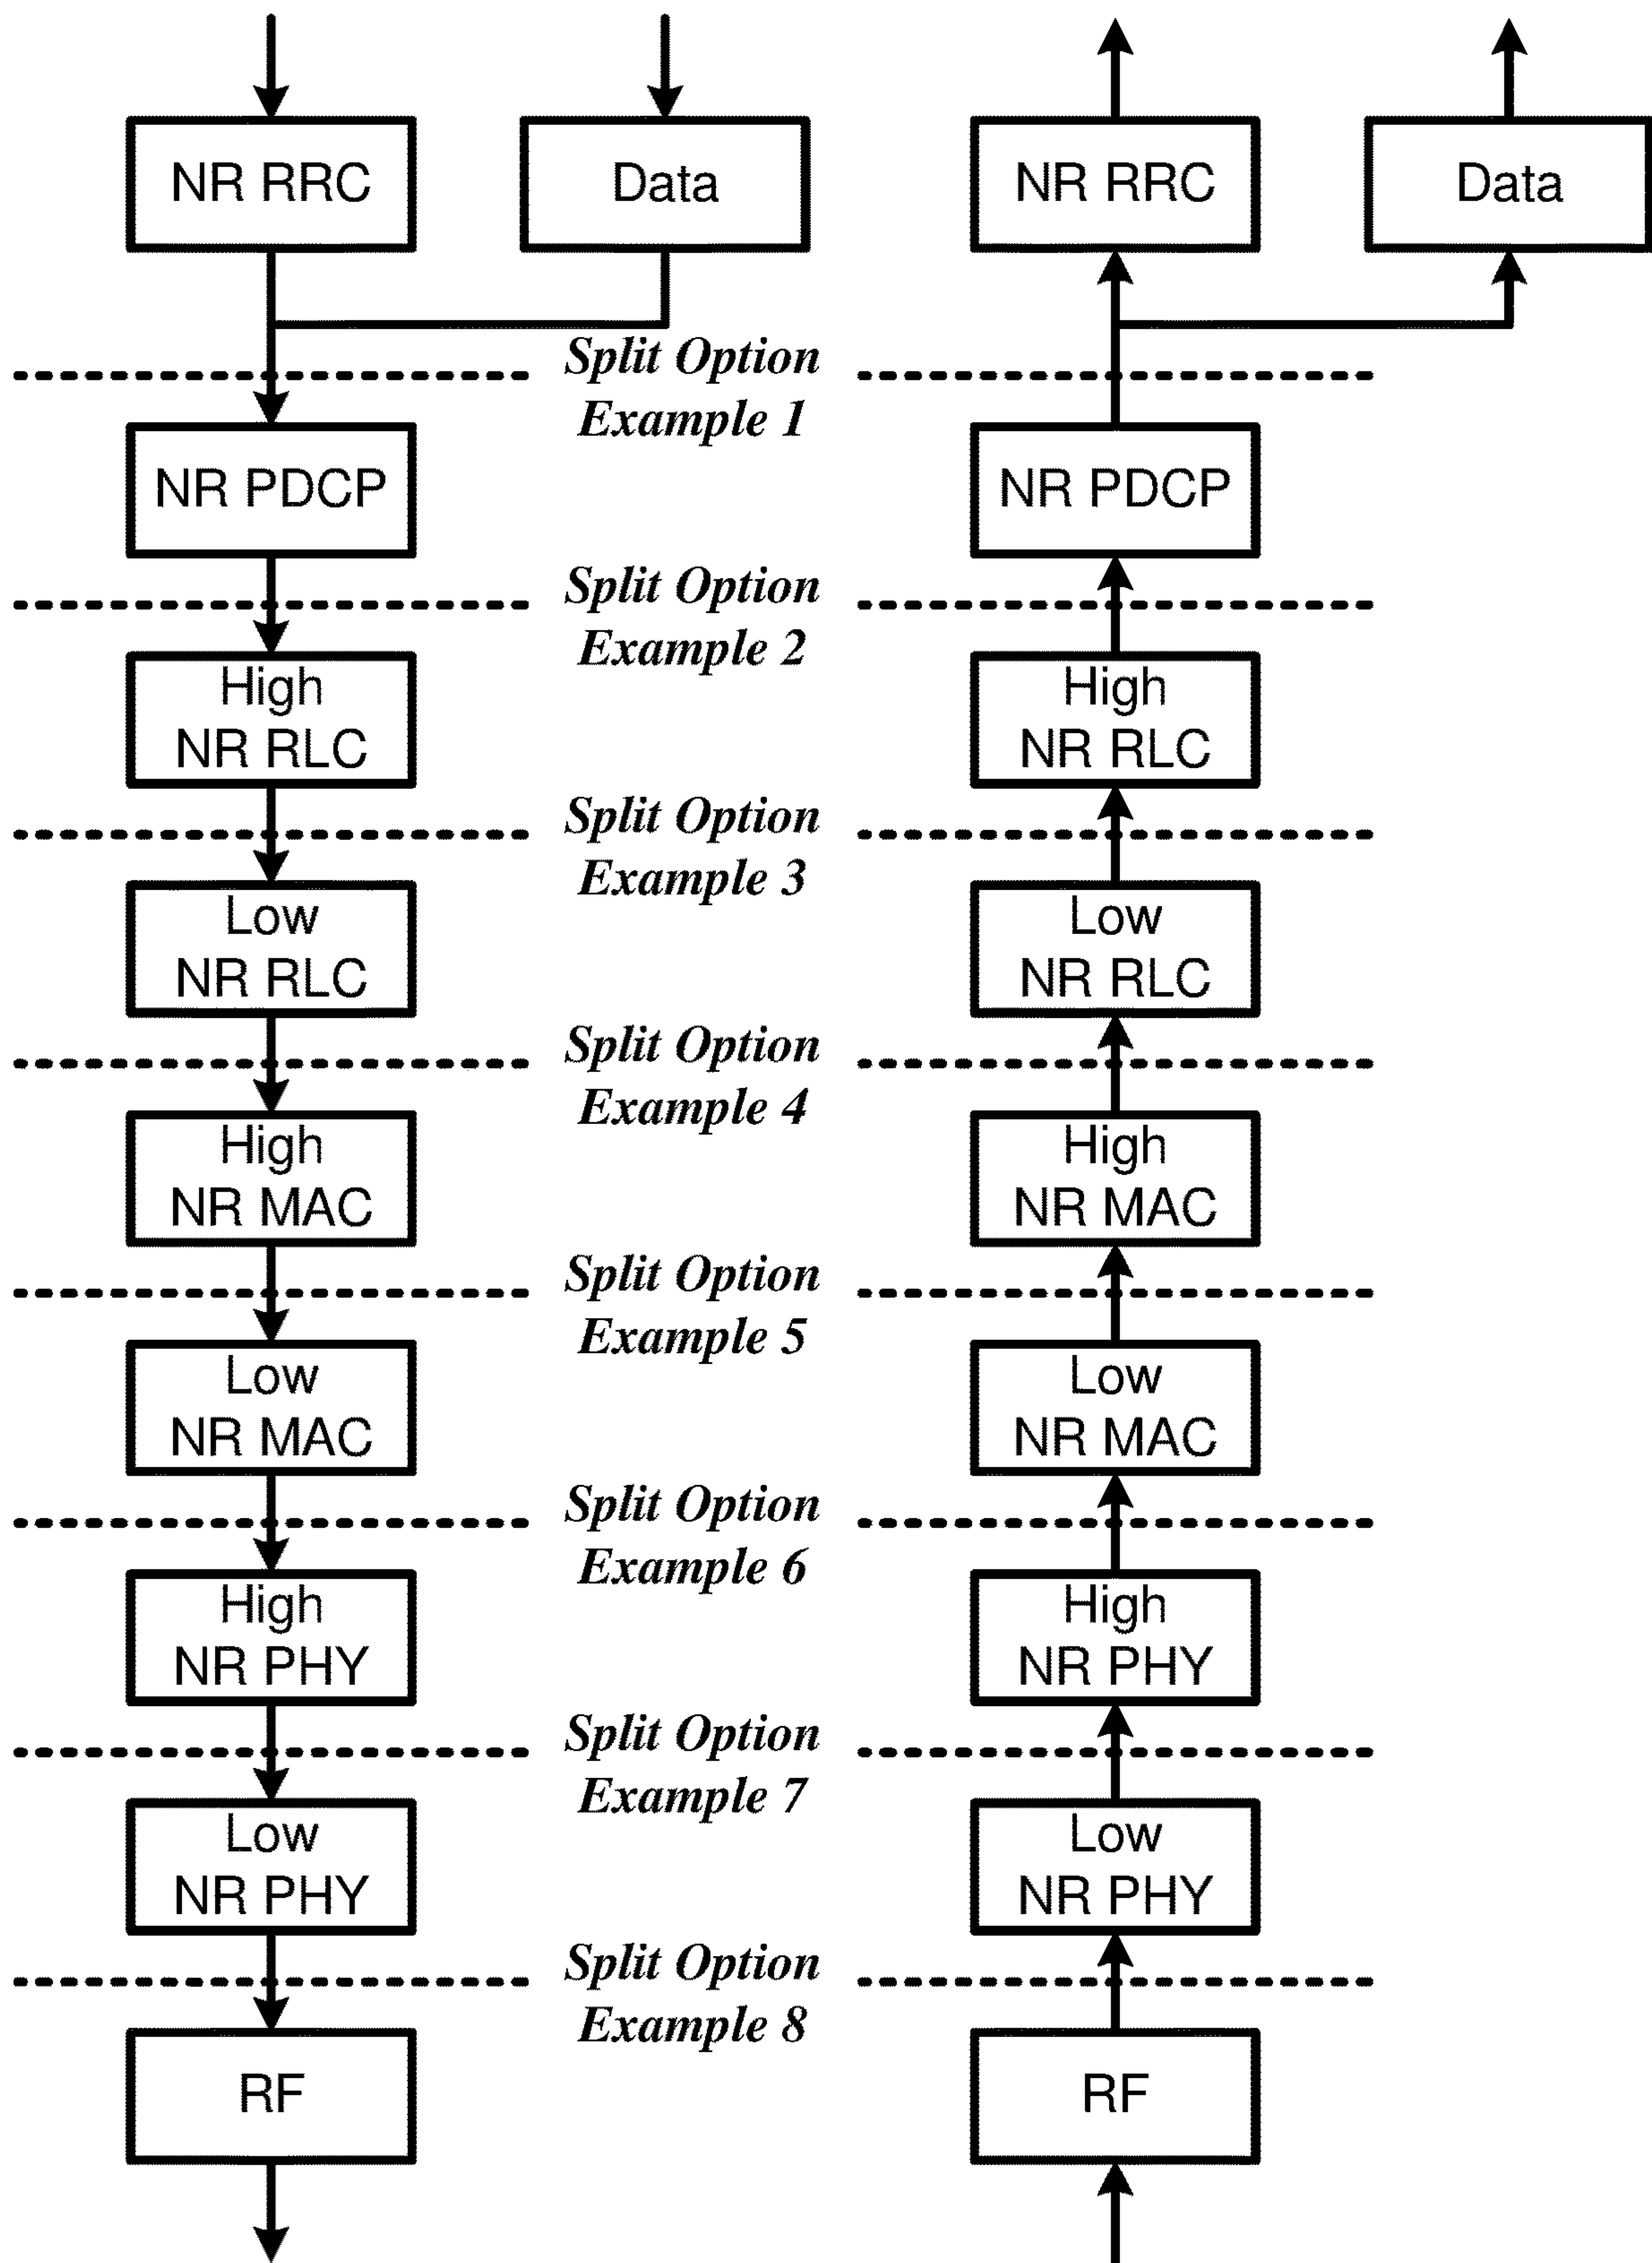 NR RRC
Data
NR RRC
Data
Split Option
Example 1
NR PDCP
NR PDCP
Split Option
Example 2
High
NR RLC
High
NR RLC
Split Option
Example 3
Low
NR RLC
Low
NR RLC
Split Option
Example 4
High
NR MAC
High
NR MAC
Split Option
Example 5
Low
NR MAC
Low
NR MAC
Split Option
Example 6
High
NR PHY
High
NR PHY
Split Option
Example 7
Low
NR PHY
Low
NR PHY
Split Option
Example 8
RF
RF